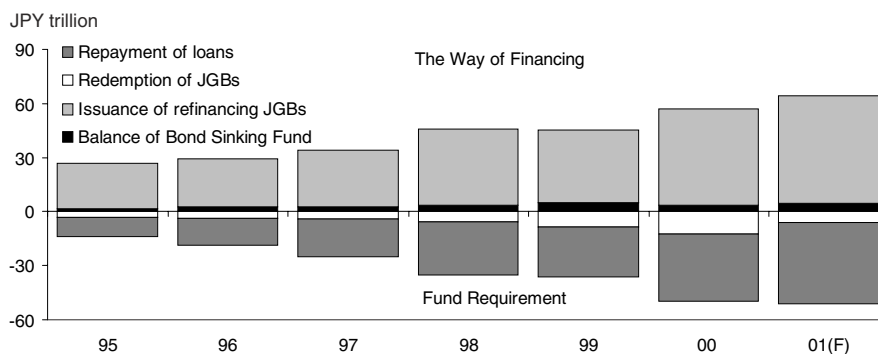 JPY trillion
90
Repayment of loans
The Way of Financing
Redemption of JGBs
60
Issuance of refinancing JGBs
Balance of Bond Sinking Fund
30
0
-30
Fund Requirement
-60
95 96 97 98 99 00 01(F)